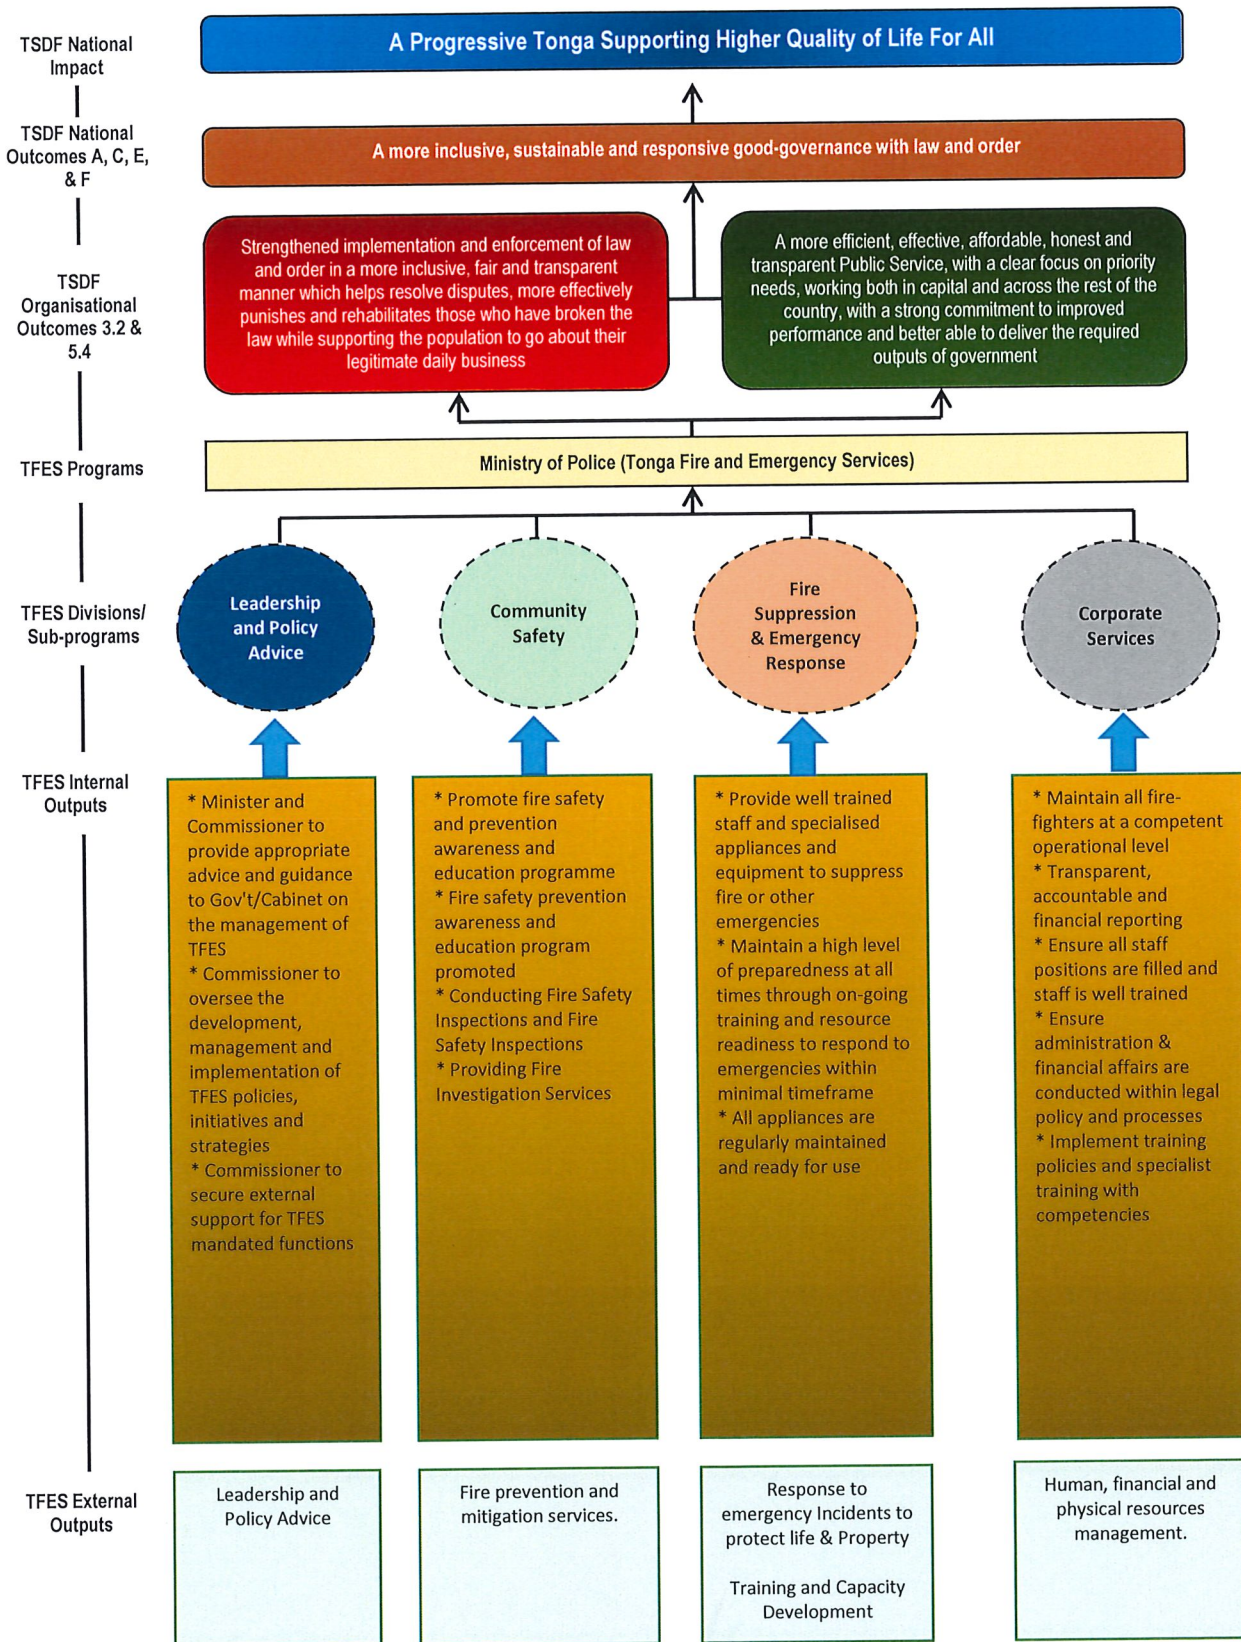 TSDF National
Impact
A Progressive Tonga Supporting Higher Quality of Life For All
TSDF National
Outcomes A, C, E,
& F
A more inclusive, sustainable and responsive good-governance with law and order
TSDF
Organisational
Outcomes 3.2 &
5.4
Strengthened implementation and enforcement of law
and order in a more inclusive, fair and transparent
manner which helps resolve disputes, more effectively
punishes and rehabilitates those who have broken the
law while supporting the population to go about their
legitimate daily business
A more efficient, effective, affordable, honest and
transparent Public Service, with a clear focus on priority
needs, working both in capital and across the rest of the
country, with a strong commitment to improved
performance and better able to deliver the required
outputs of government
TFES Programs
Ministry of Police (Tonga Fire and Emergency Services)
TFES Divisions/
Sub-programs
Leadership
and Policy
Advice
Community
Safety
Fire
Suppression
& Emergency
Response
Corporate
Services
TFES Internal
Outputs
* Minister and
Commissioner to
provide appropriate
advice and guidance
to Gov't/Cabinet on
the management of
TFES
* Commissioner to
oversee the
development,
management and
implementation of
TFES policies,
initiatives and
strategies
* Commissioner to
secure external
support for TFES
mandated functions
* Promote fire safety
and prevention
awareness and
education programme
* Fire safety prevention
awareness and
education program
promoted
* Conducting Fire Safety
Inspections and Fire
Safety Inspections
* Providing Fire
Investigation Services
* Provide well trained
staff and specialised
appliances and
equipment to suppress
fire or other
emergencies
* Maintain a high level
of preparedness at all
times through on-going
training and resource
readiness to respond to
emergencies within
minimal timeframe
* All appliances are
regularly maintained
and ready for use
* Maintain all fire-
fighters at a competent
operational level
* Transparent,
accountable and
financial reporting
* Ensure all staff
positions are filled and
staff is well trained
* Ensure
administration &
financial affairs are
conducted within legal
policy and processes
* Implement training
policies and specialist
training with
competencies
TFES External
Outputs
Leadership and
Policy Advice
Fire prevention and
mitigation services.
Response to
emergency Incidents to
protect life & Property
Training and Capacity
Development
Human, financial and
physical resources
management.